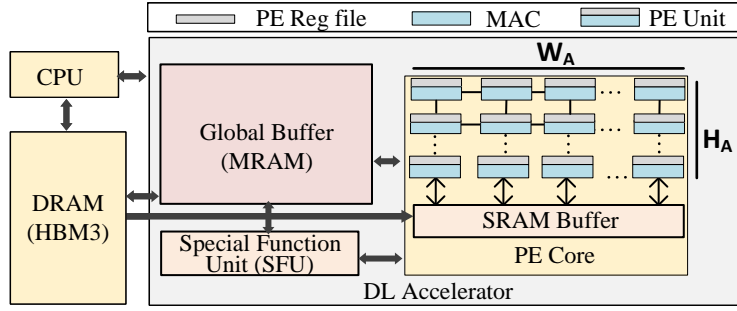 PE Reg file MAC PE Unit
W_A
CPU
Global Buffer
(MRAM)
H_A
DRAM
(HBM3)
SRAM Buffer
Special Function
Unit (SFU)
PE Core
DL Accelerator